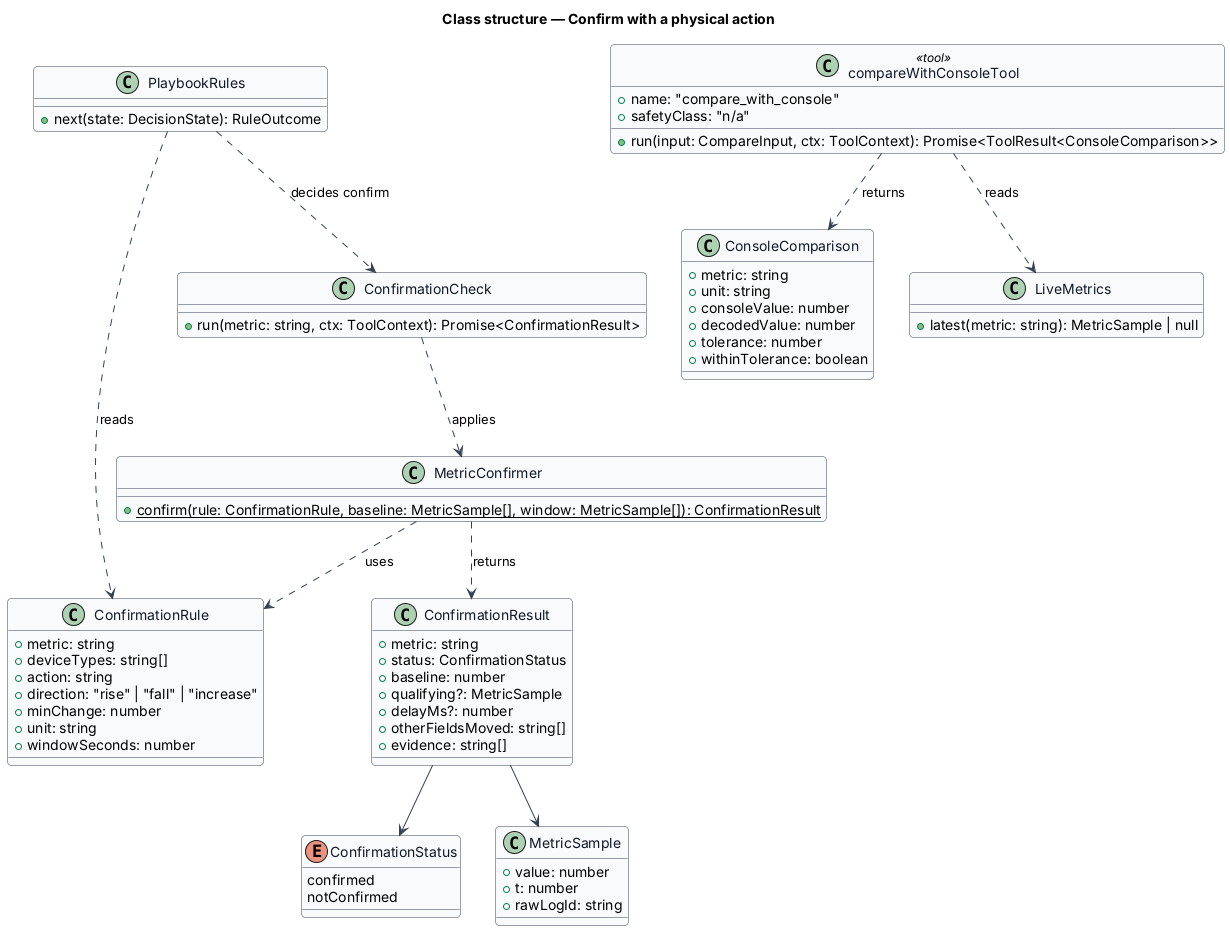 Class structure — Confirm with a physical action
C PlaybookRules
next(state: DecisionState): RuleOutcome
«tool»
C compareWithConsoleTool
name: "compare_with_console"
safetyClass: "n/a"
run(input: CompareInput, ctx: ToolContext): Promise<ToolResult<ConsoleComparison>>
decides confirm
returns
reads
C ConfirmationCheck
run(metric: string, ctx: ToolContext): Promise<ConfirmationResult>
C ConsoleComparison
metric: string
unit: string
consoleValue: number
decodedValue: number
tolerance: number
withinTolerance: boolean
C LiveMetrics
latest(metric: string): MetricSample | null
reads
applies
C MetricConfirmer
confirm(rule: ConfirmationRule, baseline: MetricSample[], window: MetricSample[]): ConfirmationResult
uses
returns
C ConfirmationRule
metric: string
deviceTypes: string[]
action: string
direction: "rise" | "fall" | "increase"
minChange: number
unit: string
windowSeconds: number
C ConfirmationResult
metric: string
status: ConfirmationStatus
baseline: number
qualifying?: MetricSample
delayMs?: number
otherFieldsMoved: string[]
evidence: string[]
E ConfirmationStatus
confirmed
notConfirmed
C MetricSample
value: number
t: number
rawLogId: string